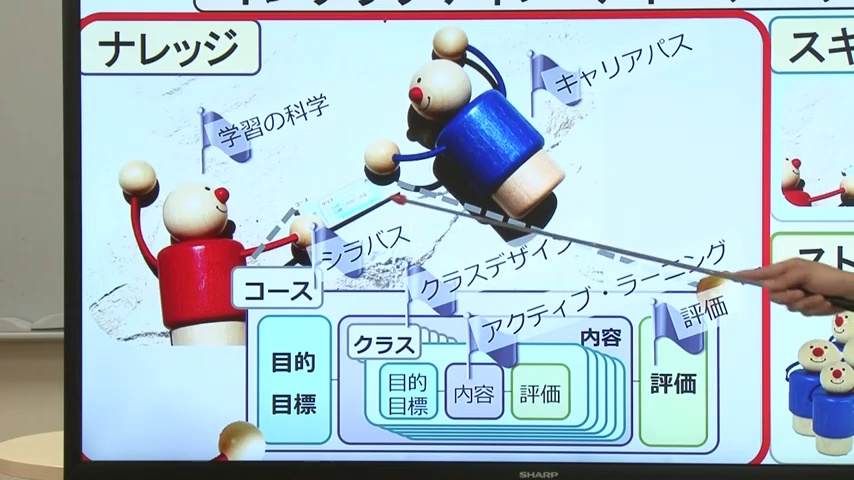 ナレッジ
スキ
キャリアパス
学習の科学
シラバス
クラスデザイン
アクティブ・ラーニング
評価
コース
スト
クラス
内容
目的
目標
目的
目標
内容
評価
評価
SHARP